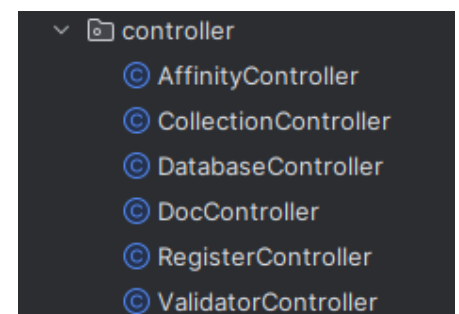 controller
© AffinityController
© CollectionController
© DatabaseController
© DocController
© RegisterController
© ValidatorController